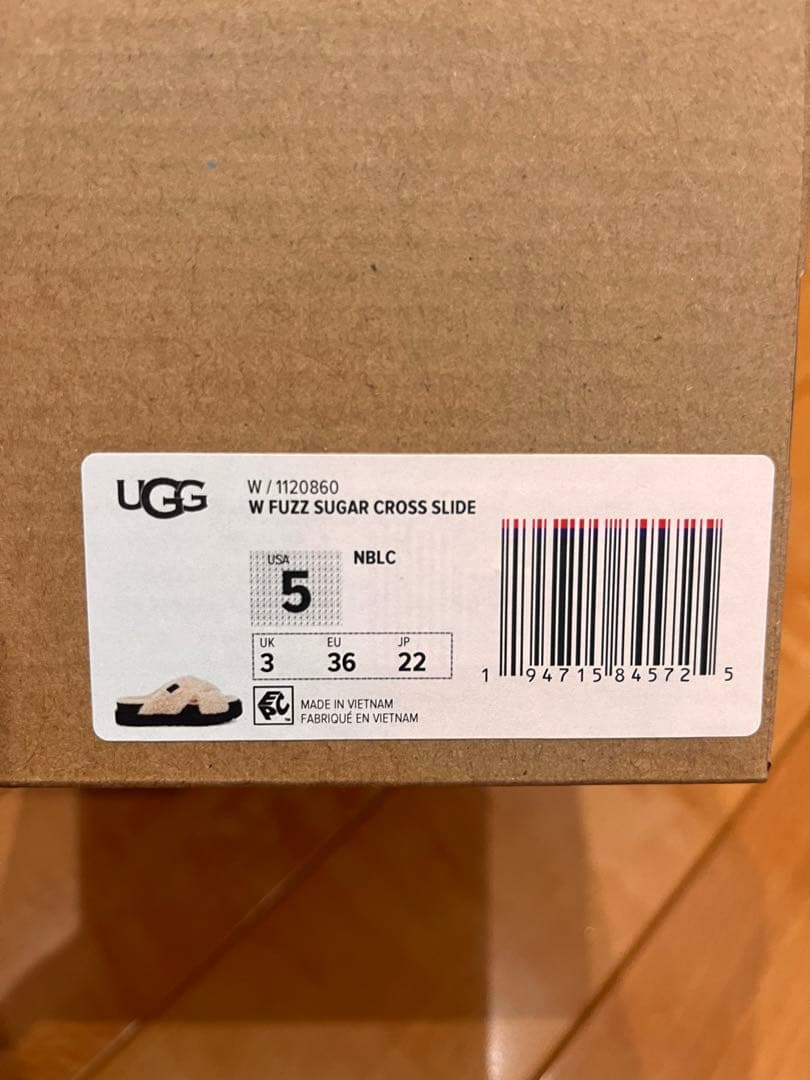 UGG
W / 1120860
W FUZZ SUGAR CROSS SLIDE
USA
5
NBLC
UK EU JP
3 36 22
EPC
MADE IN VIETNAM
FABRIQUÉ EN VIETNAM
1 94715 84572 5